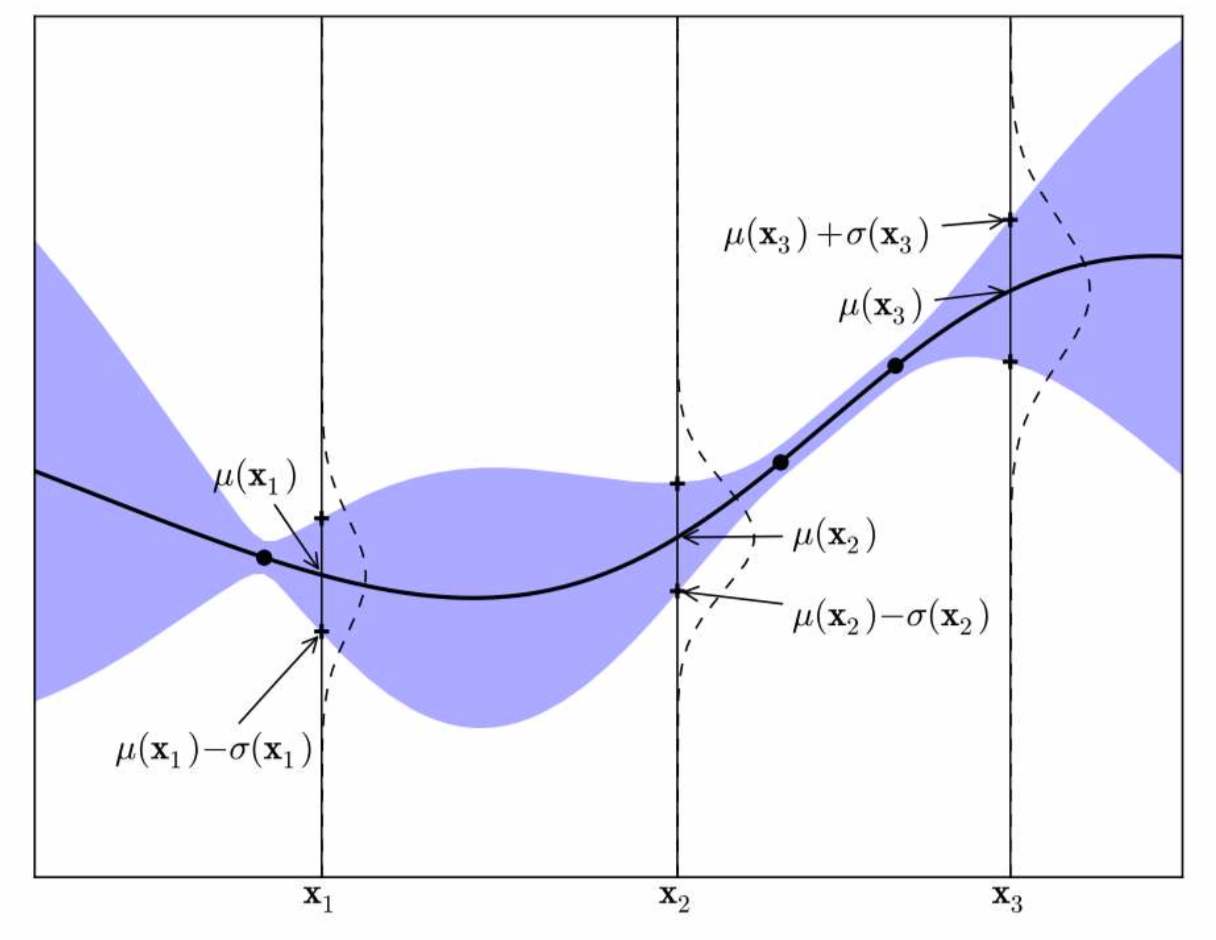 μ(x₃)+σ(x₃)
μ(x₃)
μ(x₁)
μ(x₂)
μ(x₂)−σ(x₂)
μ(x₁)−σ(x₁)
x₁ x₂ x₃